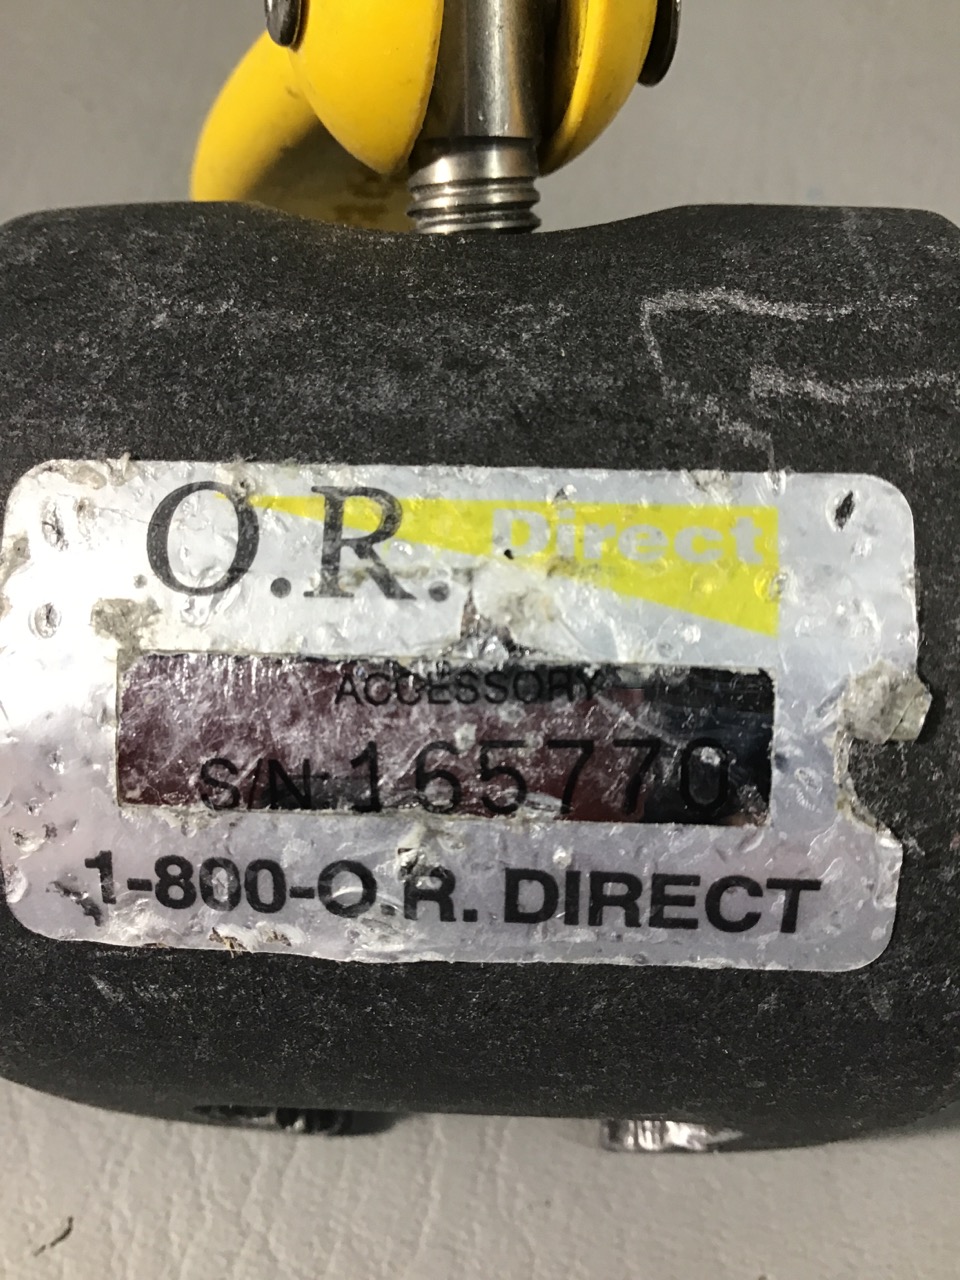 O.R. Direct
ACCESSORY
S/N 165770
1-800-O.R. DIRECT